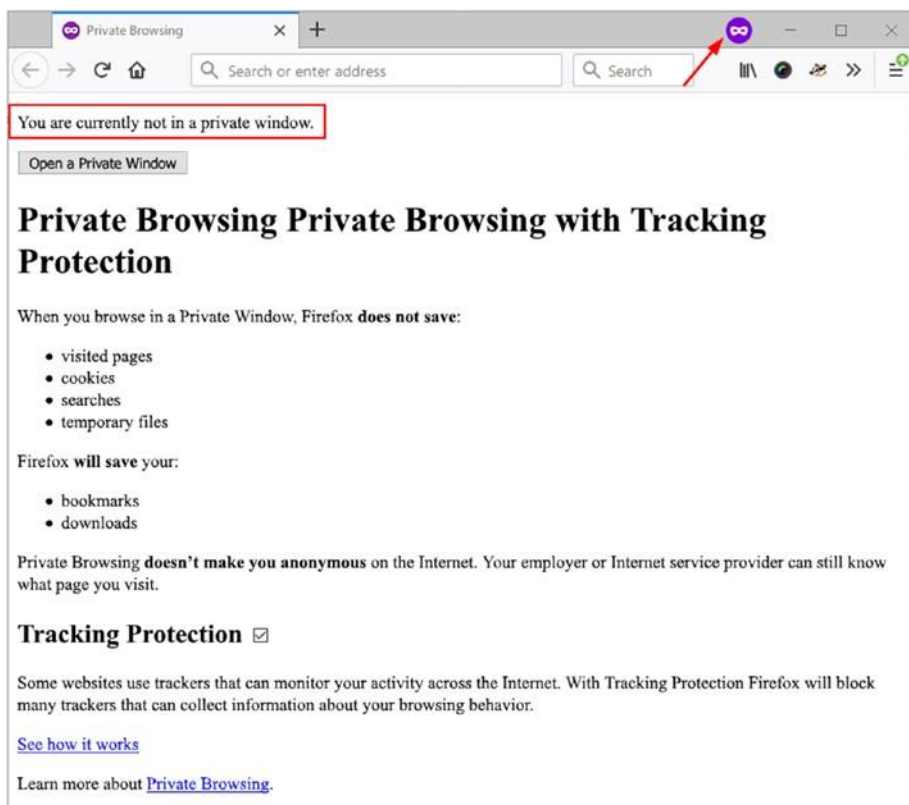 Private Browsing
Search or enter address
Search
You are currently not in a private window.
Open a Private Window
Private Browsing Private Browsing with Tracking
Protection
When you browse in a Private Window, Firefox does not save:
• visited pages
• cookies
• searches
• temporary files
Firefox will save your:
• bookmarks
• downloads
Private Browsing doesn’t make you anonymous on the Internet. Your employer or Internet service provider can still know
what page you visit.
Tracking Protection
Some websites use trackers that can monitor your activity across the Internet. With Tracking Protection Firefox will block
many trackers that can collect information about your browsing behavior.
See how it works
Learn more about Private Browsing.